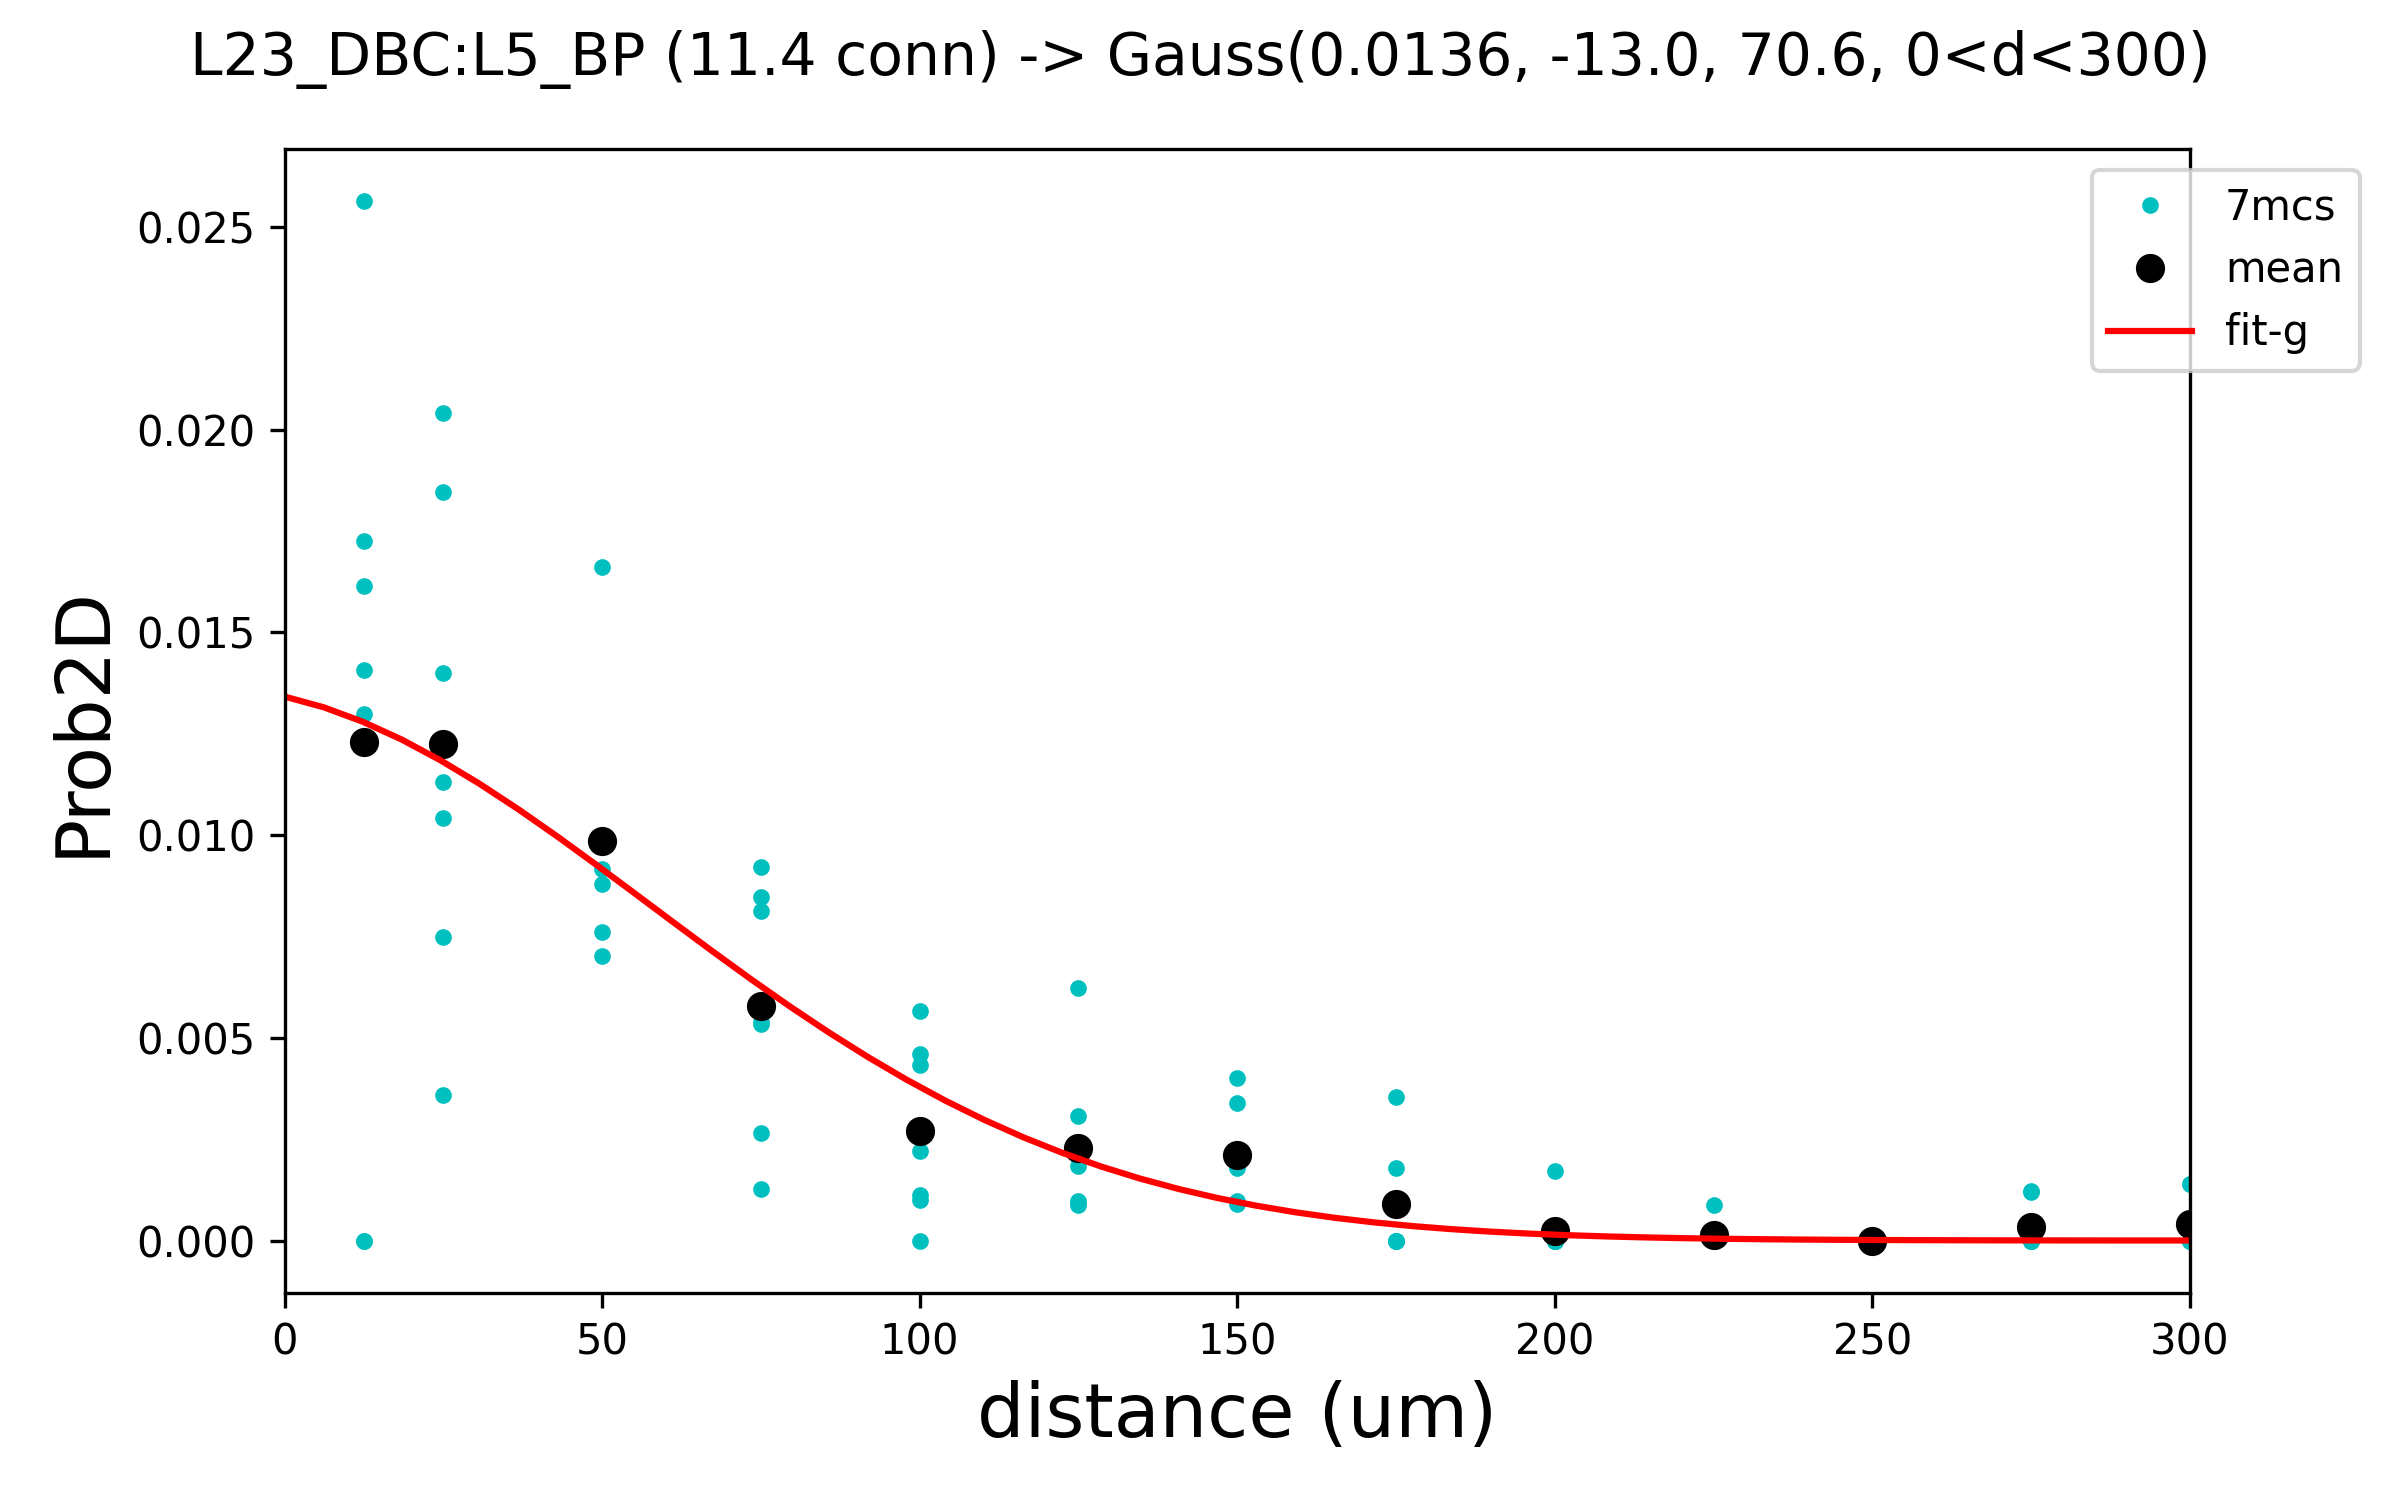 L23_DBC:L5_BP (11.4 conn) -> Gauss(0.0136, -13.0, 70.6, 0<d<300)
7mcs
mean
fit-g
0.025
0.020
0.015
0.010
0.005
0.000
Prob2D
0 50 100 150 200 250 300
distance (um)